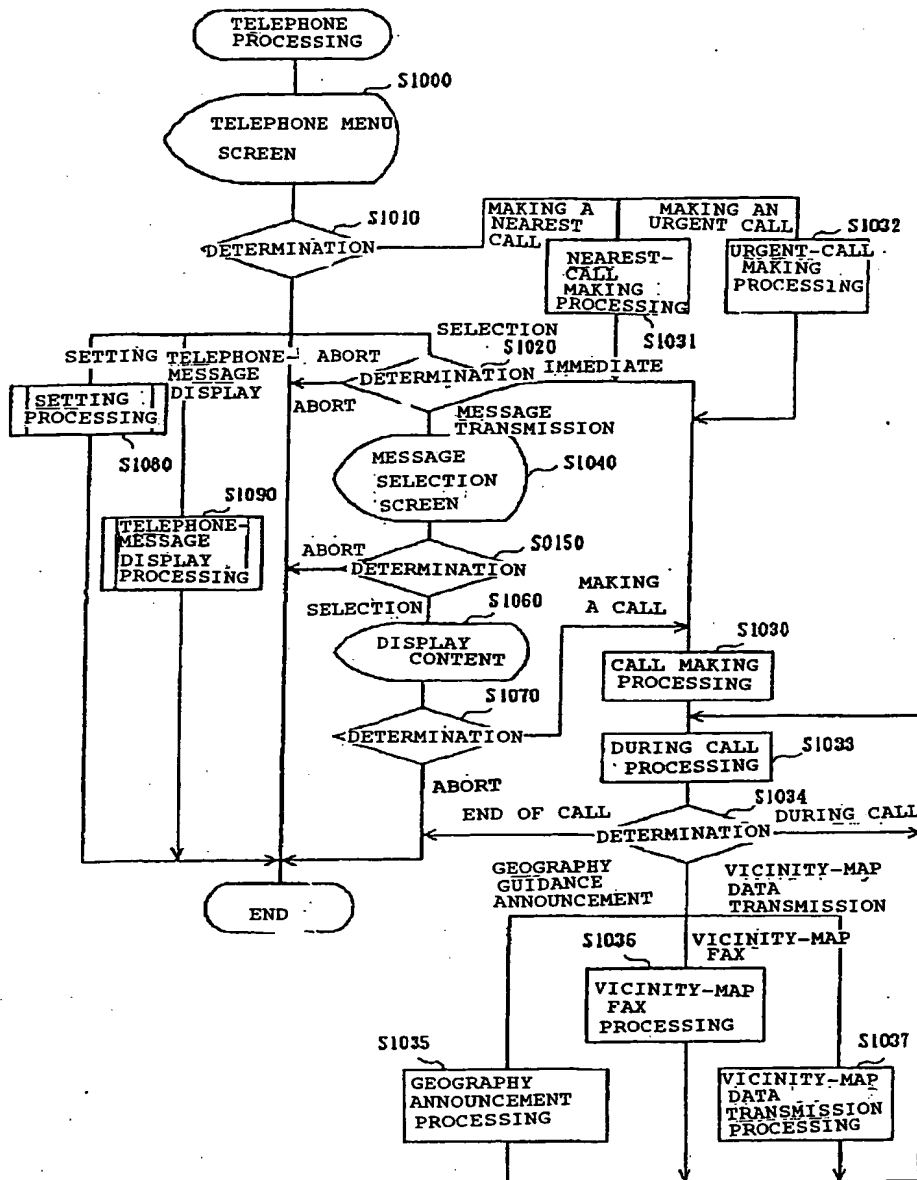 TELEPHONE
PROCESSING
S1000
TELEPHONE MENU
SCREEN
S1010
DETERMINATION
MAKING A
NEAREST
CALL
MAKING AN
URGENT CALL
S1032
NEAREST-
CALL
MAKING
PROCESSING
S1031
URGENT-CALL
MAKING
PROCESSING
SETTING
TELEPHONE-
MESSAGE
DISPLAY
ABORT
SELECTION
S1020
DETERMINATION
IMMEDIATE
ABORT
SETTING
PROCESSING
S1080
MESSAGE
TRANSMISSION
MESSAGE
SELECTION
SCREEN
S1040
S1090
TELEPHONE-
MESSAGE
DISPLAY
PROCESSING
S0150
ABORT
DETERMINATION
SELECTION
S1060
MAKING
A CALL
DISPLAY
CONTENT
S1030
CALL MAKING
PROCESSING
S1070
DETERMINATION
DURING CALL
PROCESSING
S1033
ABORT
S1034
END OF CALL
DETERMINATION
DURING CALL
END
GEOGRAPHY
GUIDANCE
ANNOUNCEMENT
VICINITY-MAP
DATA
TRANSMISSION
S1036
VICINITY-MAP
FAX
VICINITY-MAP
FAX
PROCESSING
S1035
GEOGRAPHY
ANNOUNCEMENT
PROCESSING
S1037
VICINITY-MAP
DATA
TRANSMISSION
PROCESSING